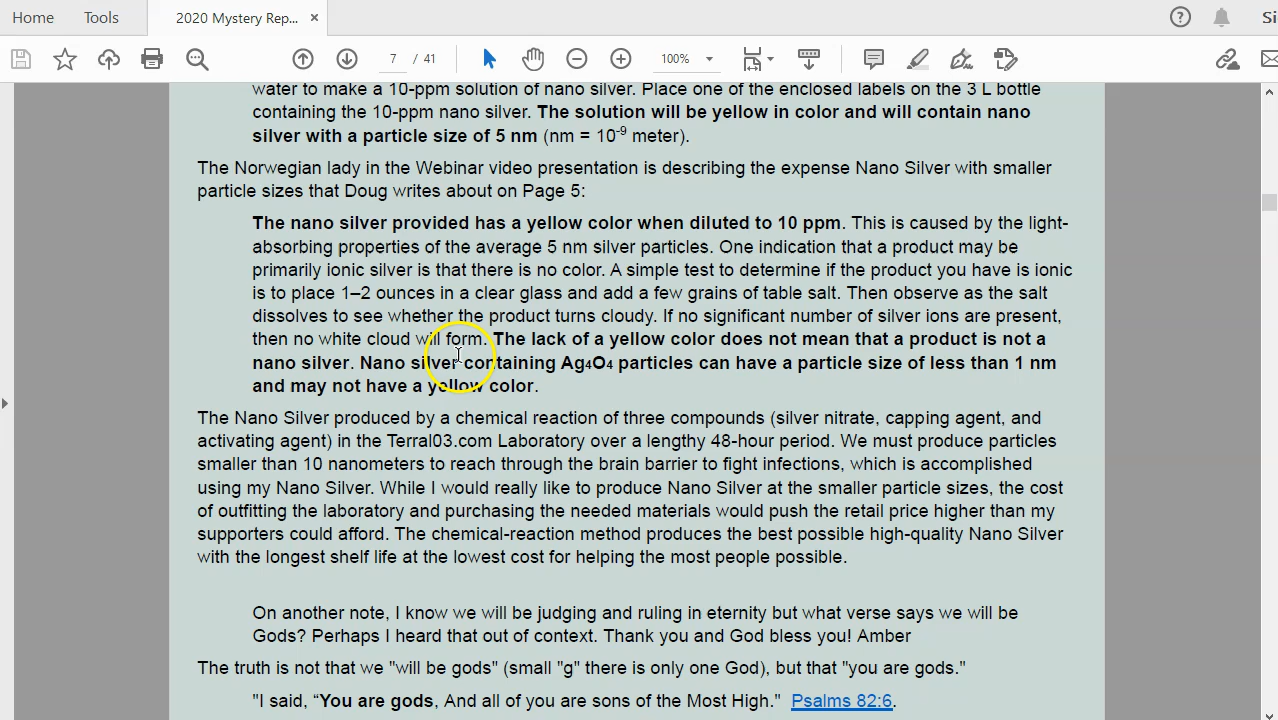 Home Tools 2020 Mystery Rep... × ? Si
7 / 41 100%
water to make a 10-ppm solution of nano silver. Place one of the enclosed labels on the 3 L bottle
containing the 10-ppm nano silver. The solution will be yellow in color and will contain nano
silver with a particle size of 5 nm (nm = 10⁻⁹ meter).
The Norwegian lady in the Webinar video presentation is describing the expense Nano Silver with smaller
particle sizes that Doug writes about on Page 5:
The nano silver provided has a yellow color when diluted to 10 ppm. This is caused by the light-
absorbing properties of the average 5 nm silver particles. One indication that a product may be
primarily ionic silver is that there is no color. A simple test to determine if the product you have is ionic
is to place 1–2 ounces in a clear glass and add a few grains of table salt. Then observe as the salt
dissolves to see whether the product turns cloudy. If no significant number of silver ions are present,
then no white cloud will form. The lack of a yellow color does not mean that a product is not a
nano silver. Nano silver containing Ag₄O₄ particles can have a particle size of less than 1 nm
and may not have a yellow color.
The Nano Silver produced by a chemical reaction of three compounds (silver nitrate, capping agent, and
activating agent) in the Terral03.com Laboratory over a lengthy 48-hour period. We must produce particles
smaller than 10 nanometers to reach through the brain barrier to fight infections, which is accomplished
using my Nano Silver. While I would really like to produce Nano Silver at the smaller particle sizes, the cost
of outfitting the laboratory and purchasing the needed materials would push the retail price higher than my
supporters could afford. The chemical-reaction method produces the best possible high-quality Nano Silver
with the longest shelf life at the lowest cost for helping the most people possible.
On another note, I know we will be judging and ruling in eternity but what verse says we will be
Gods? Perhaps I heard that out of context. Thank you and God bless you! Amber
The truth is not that we "will be gods" (small "g" there is only one God), but that "you are gods."
"I said, “You are gods, And all of you are sons of the Most High." Psalms 82:6.